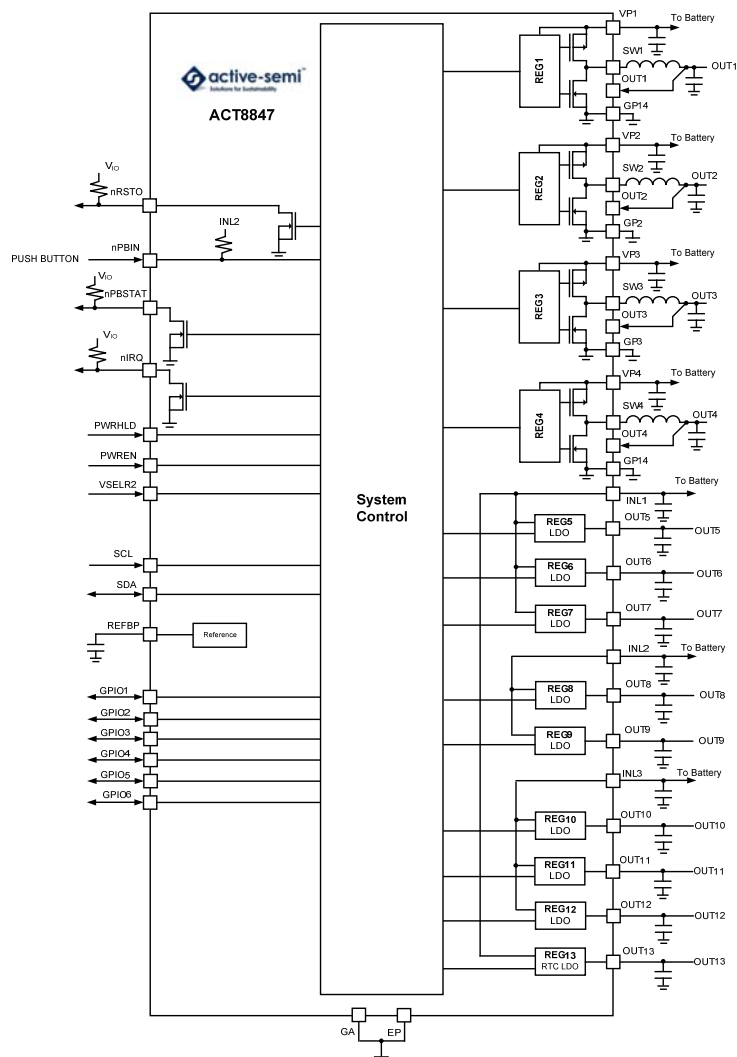 active-semi™
Solutions for Sustainability
ACT8847
VIO
nRSTO
nPBIN
INL2
PUSH BUTTON
VIO
nPBSTAT
VIO
nIRQ
PWRHLD
PWREN
VSELR2
SCL
SDA
REFBP
Reference
GPIO1
GPIO2
GPIO3
GPIO4
GPIO5
GPIO6
System
Control
GA
EP
REG1
VP1
To Battery
SW1
OUT1
OUT1
GP14
REG2
VP2
To Battery
SW2
OUT2
OUT2
GP2
REG3
VP3
To Battery
SW3
OUT3
OUT3
GP3
REG4
VP4
To Battery
SW4
OUT4
OUT4
GP14
To Battery
INL1
REG5
LDO
OUT5
OUT5
REG6
LDO
OUT6
OUT6
REG7
LDO
OUT7
OUT7
INL2
To Battery
REG8
LDO
OUT8
OUT8
REG9
LDO
OUT9
OUT9
INL3
To Battery
REG10
LDO
OUT10
OUT10
REG11
LDO
OUT11
OUT11
REG12
LDO
OUT12
OUT12
REG13
RTC LDO
OUT13
OUT13